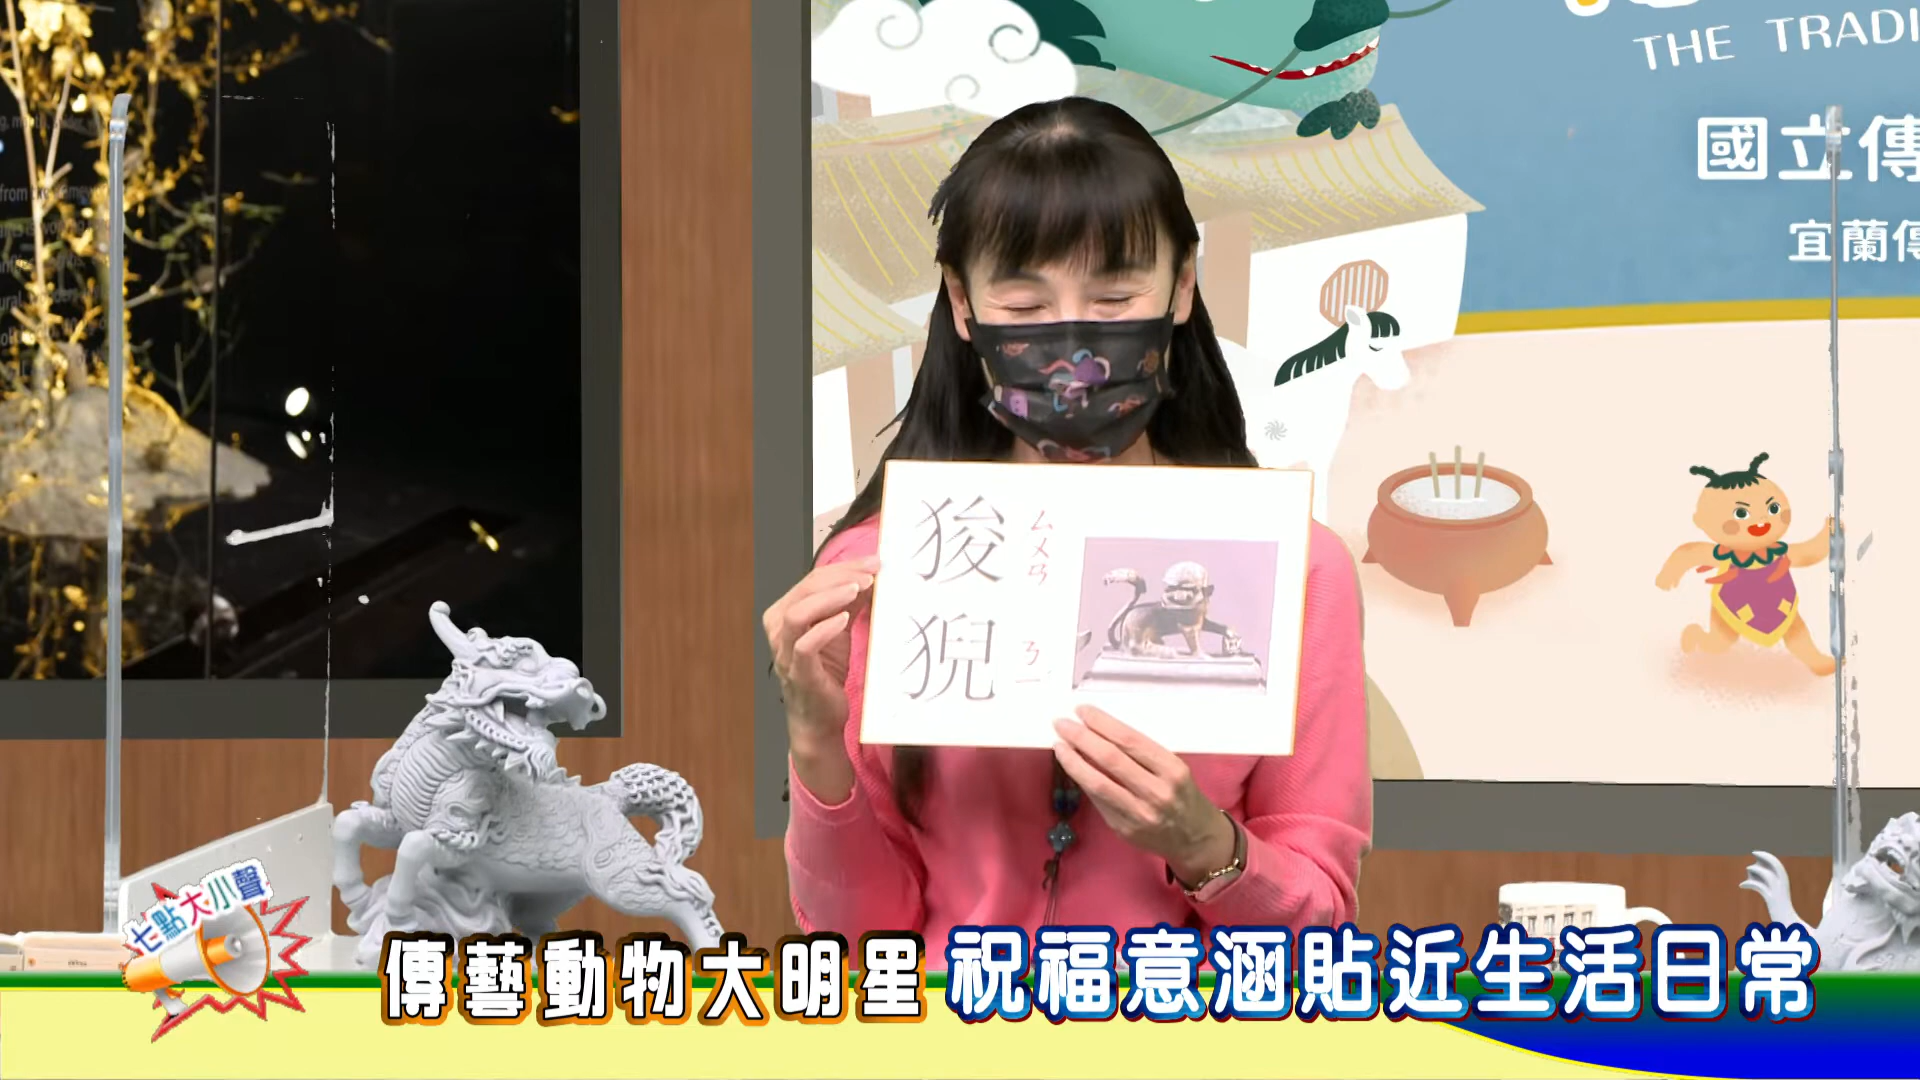 THE TRADI
國立傳
宜蘭傳
狻 ㄙㄨㄢ
猊 ㄋㄧˊ
七點大小聲
傳藝動物大明星 祝福意涵貼近生活日常